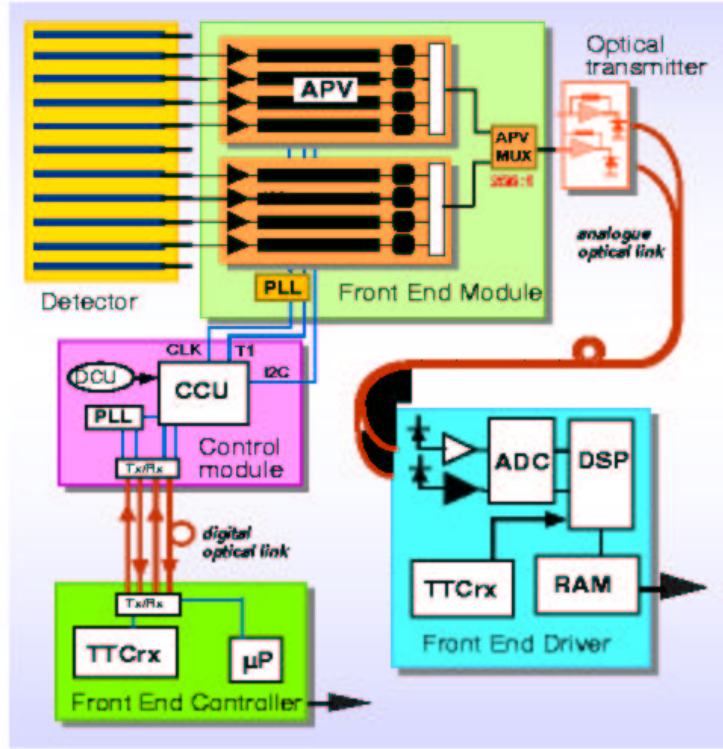 Optical
transmitter
APV
APV
MUX
256:1
analogue
optical link
PLL
Front End Module
Detector
CLK
T1
I2C
DCU
CCU
PLL
Control
module
Tx/Rx
digital
optical link
ADC
DSP
TTCrx
RAM
Front End Driver
Tx/Rx
TTCrx
µP
Front End Controller